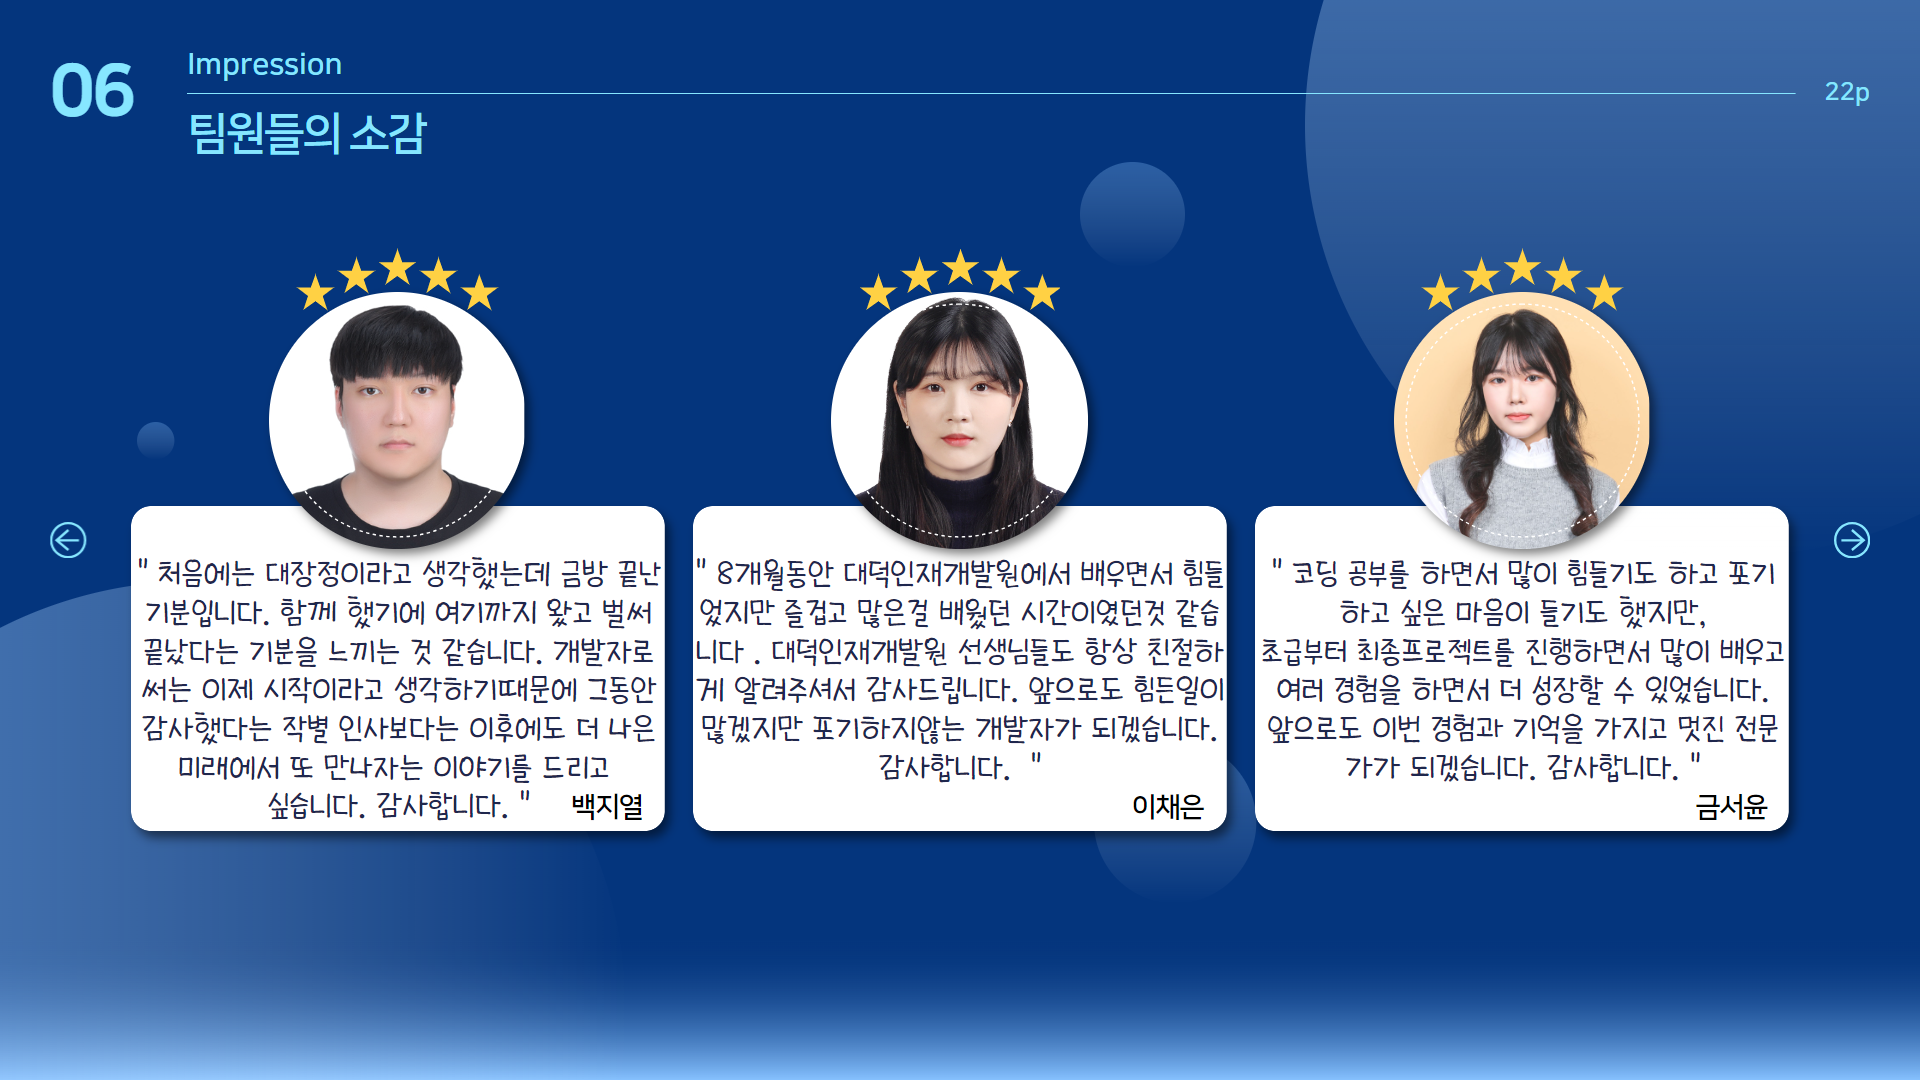 06
Impression
22p
팀원들의 소감
" 처음에는 대장정이라고 생각했는데 금방 끝난
기분입니다. 함께 했기에 여기까지 왔고 벌써
끝났다는 기분을 느끼는 것 같습니다. 개발자로
써는 이제 시작이라고 생각하기때문에 그동안
감사했다는 작별 인사보다는 이후에도 더 나은
미래에서 또 만나자는 이야기를 드리고
싶습니다. 감사합니다. "
백지열
" 8개월동안 대덕인재개발원에서 배우면서 힘들
었지만 즐겁고 많은걸 배웠던 시간이였던것 같습
니다 . 대덕인재개발원 선생님들도 항상 친절하
게 알려주셔서 감사드립니다. 앞으로도 힘든일이
많겠지만 포기하지않는 개발자가 되겠습니다.
감사합니다. "
이채은
" 코딩 공부를 하면서 많이 힘들기도 하고 포기
하고 싶은 마음이 들기도 했지만,
초급부터 최종프로젝트를 진행하면서 많이 배우고
여러 경험을 하면서 더 성장할 수 있었습니다.
앞으로도 이번 경험과 기억을 가지고 멋진 전문
가가 되겠습니다. 감사합니다. "
금서윤